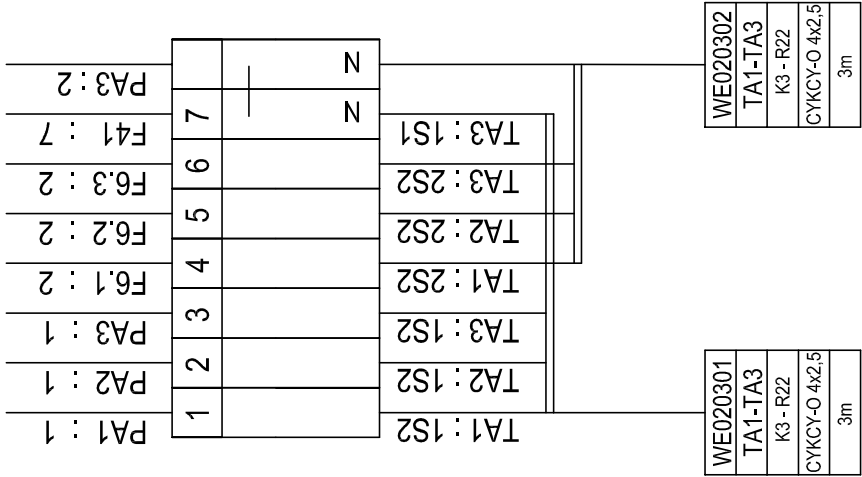 PA3 : 2
F41 : 7
F6.3 : 2
F6.2 : 2
F6.1 : 2
PA3 : 1
PA2 : 1
PA1 : 1
7
6
5
4
3
2
1
N
N
TA3 : 1S1
TA3 : 2S2
TA2 : 2S2
TA1 : 2S2
TA3 : 1S2
TA2 : 1S2
TA1 : 1S2
WE020302
TA1-TA3
K3 - R22
CYKCY-O 4x2,5
3m
WE020301
TA1-TA3
K3 - R22
CYKCY-O 4x2,5
3m